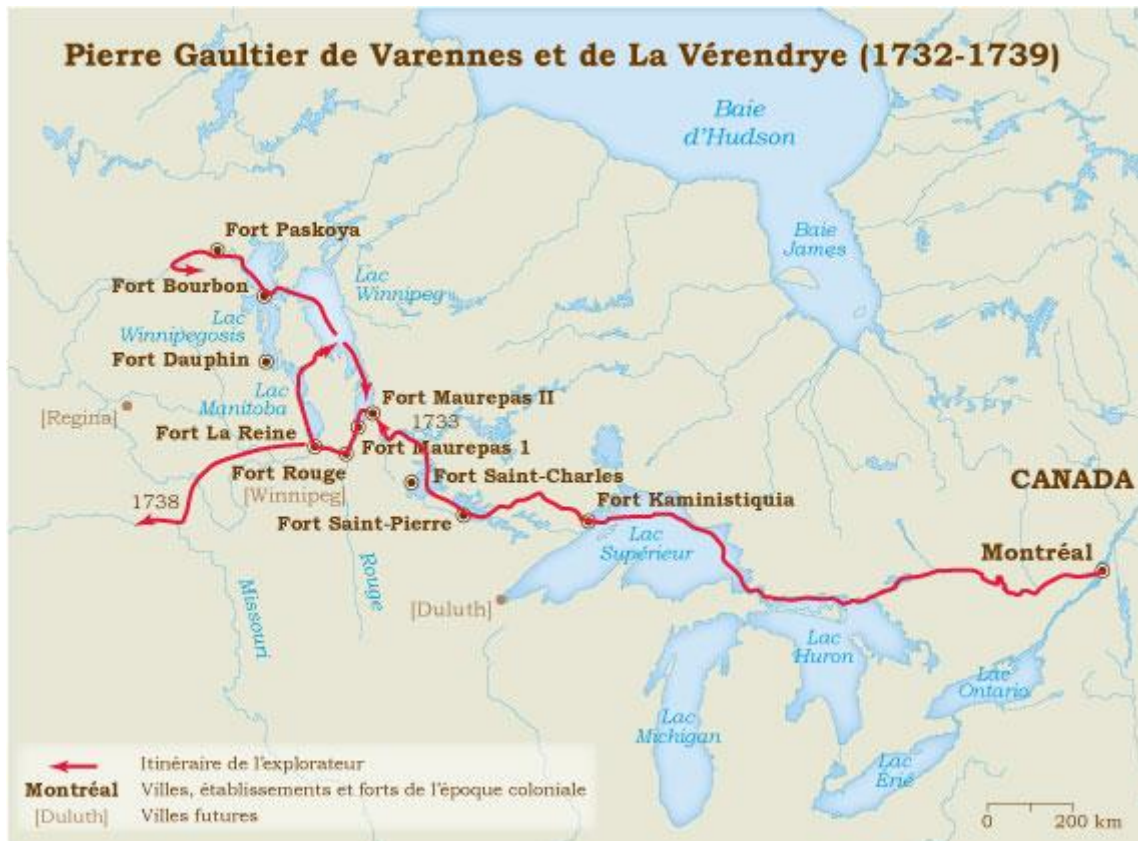 Pierre Gaultier de Varennes et de La Vérendrye (1732-1739)
Baie
d'Hudson
Baie
James
Fort Paskoya
Fort Bourbon
Lac
Winnipeg
Lac
Winnipegosis
Fort Dauphin
Lac
Manitoba
[Regina]
Fort Maurepas II
1733
Fort La Reine
Fort Maurepas 1
Fort Rouge
[Winnipeg]
Fort Saint-Charles
1738
Fort Kaministiquia
Fort Saint-Pierre
CANADA
Lac
Supérieur
Montréal
Rouge
Missouri
[Duluth]
Lac
Huron
Lac
Ontario
Lac
Michigan
Lac
Érié
Itinéraire de l'explorateur
Montréal Villes, établissements et forts de l'époque coloniale
[Duluth] Villes futures
0 200 km